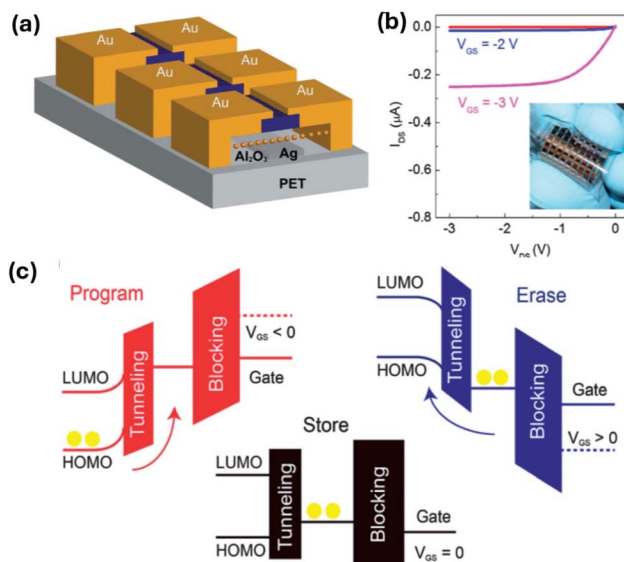 (a)
Au
Au
Au
Au
Au
Au
Al₂O₃
Ag
PET
(b)
0.0
-0.2
-0.4
-0.6
-0.8
I_DS (µA)
V_GS = -2 V
V_GS = -3 V
-3
-2
-1
0
V_DS (V)
(c)
Program
LUMO
HOMO
Tunneling
Blocking
V_GS < 0
Gate
Store
LUMO
HOMO
Tunneling
Blocking
Gate
V_GS = 0
Erase
LUMO
HOMO
Tunneling
Blocking
Gate
V_GS > 0